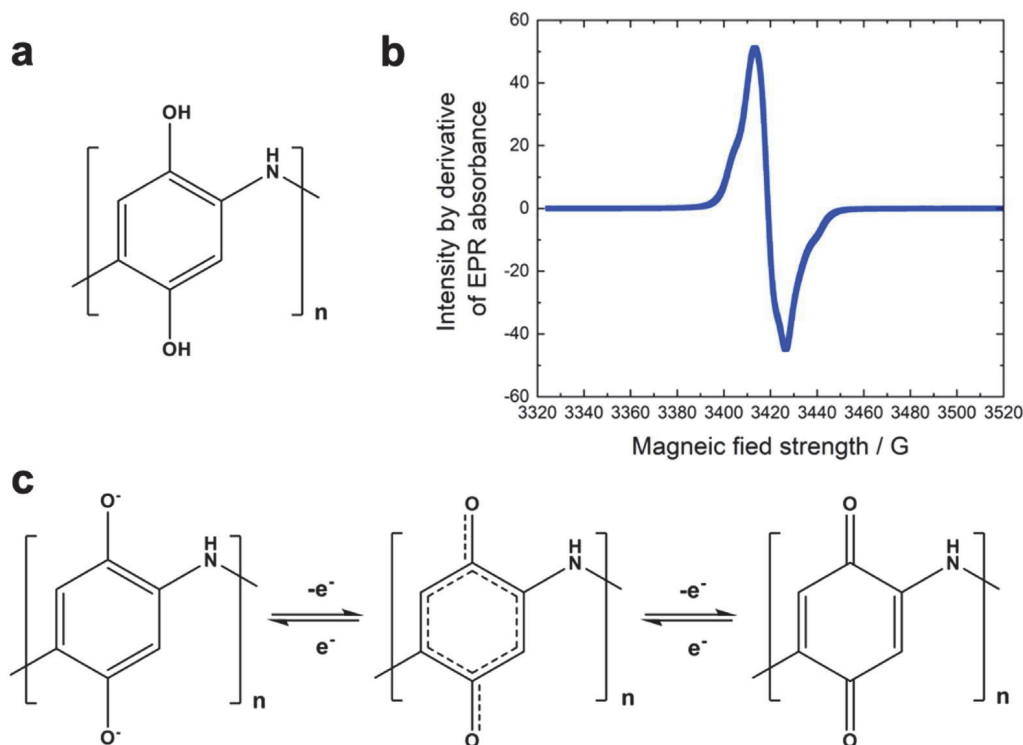 a
OH
H
N
n
OH
b
Intensity by derivative
of EPR absorbance
60
40
20
0
-20
-40
-60
3320 3340 3360 3380 3400 3420 3440 3460 3480 3500 3520
Magneic fied strength / G
c
O-
H
N
n
O-
-e-
e-
O
H
N
n
O
-e-
e-
O
H
N
n
O